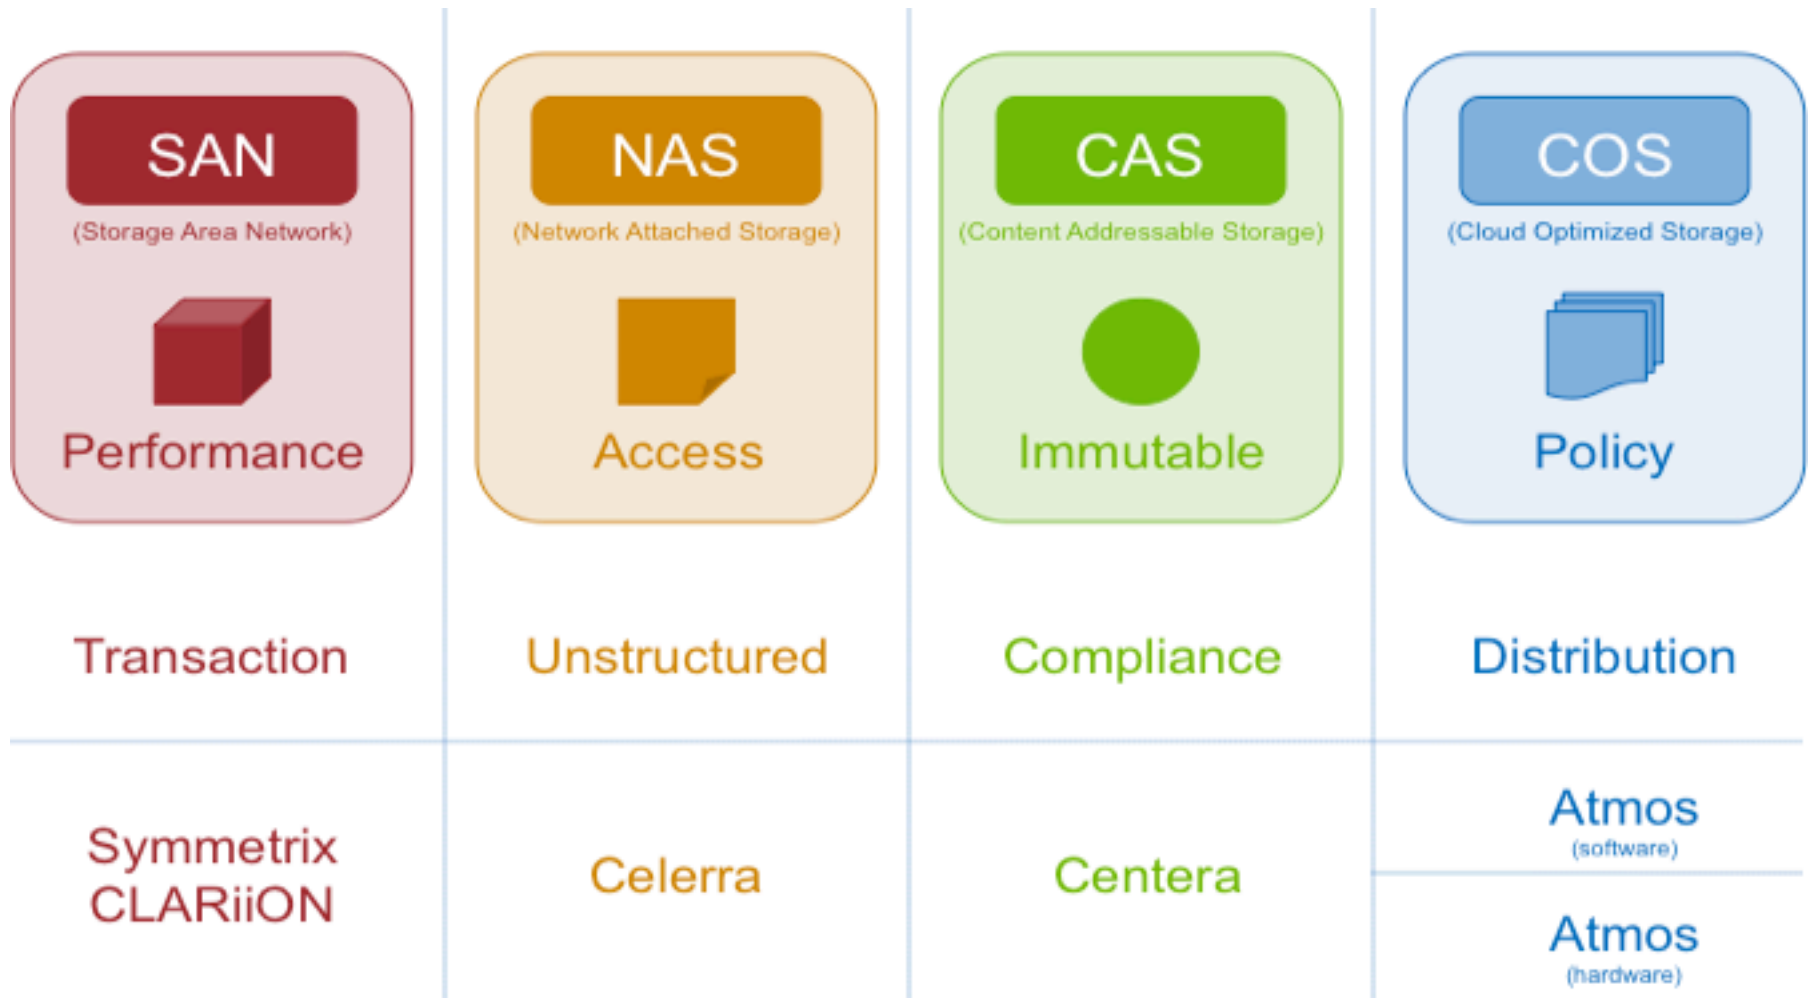 SAN
(Storage Area Network)
Performance
Transaction
Symmetrix
CLARiiON
NAS
(Network Attached Storage)
Access
Unstructured
Celerra
CAS
(Content Addressable Storage)
Immutable
Compliance
Centera
COS
(Cloud Optimized Storage)
Policy
Distribution
Atmos
(software)
Atmos
(hardware)